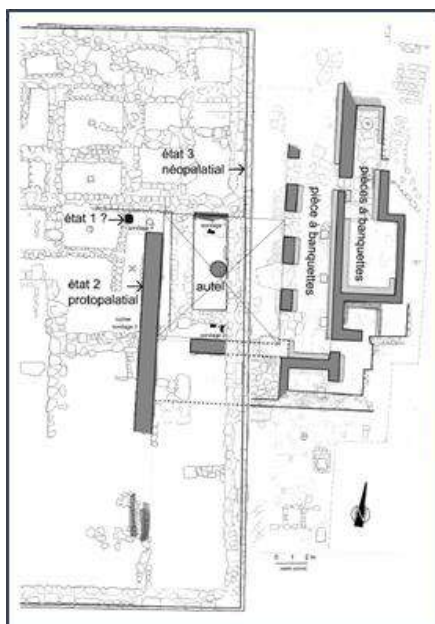 état 3
néopalatial
état 1 ?
état 2
protopalatial
autel
pièce à banquettes
pièces à banquettes
0 1 2 m